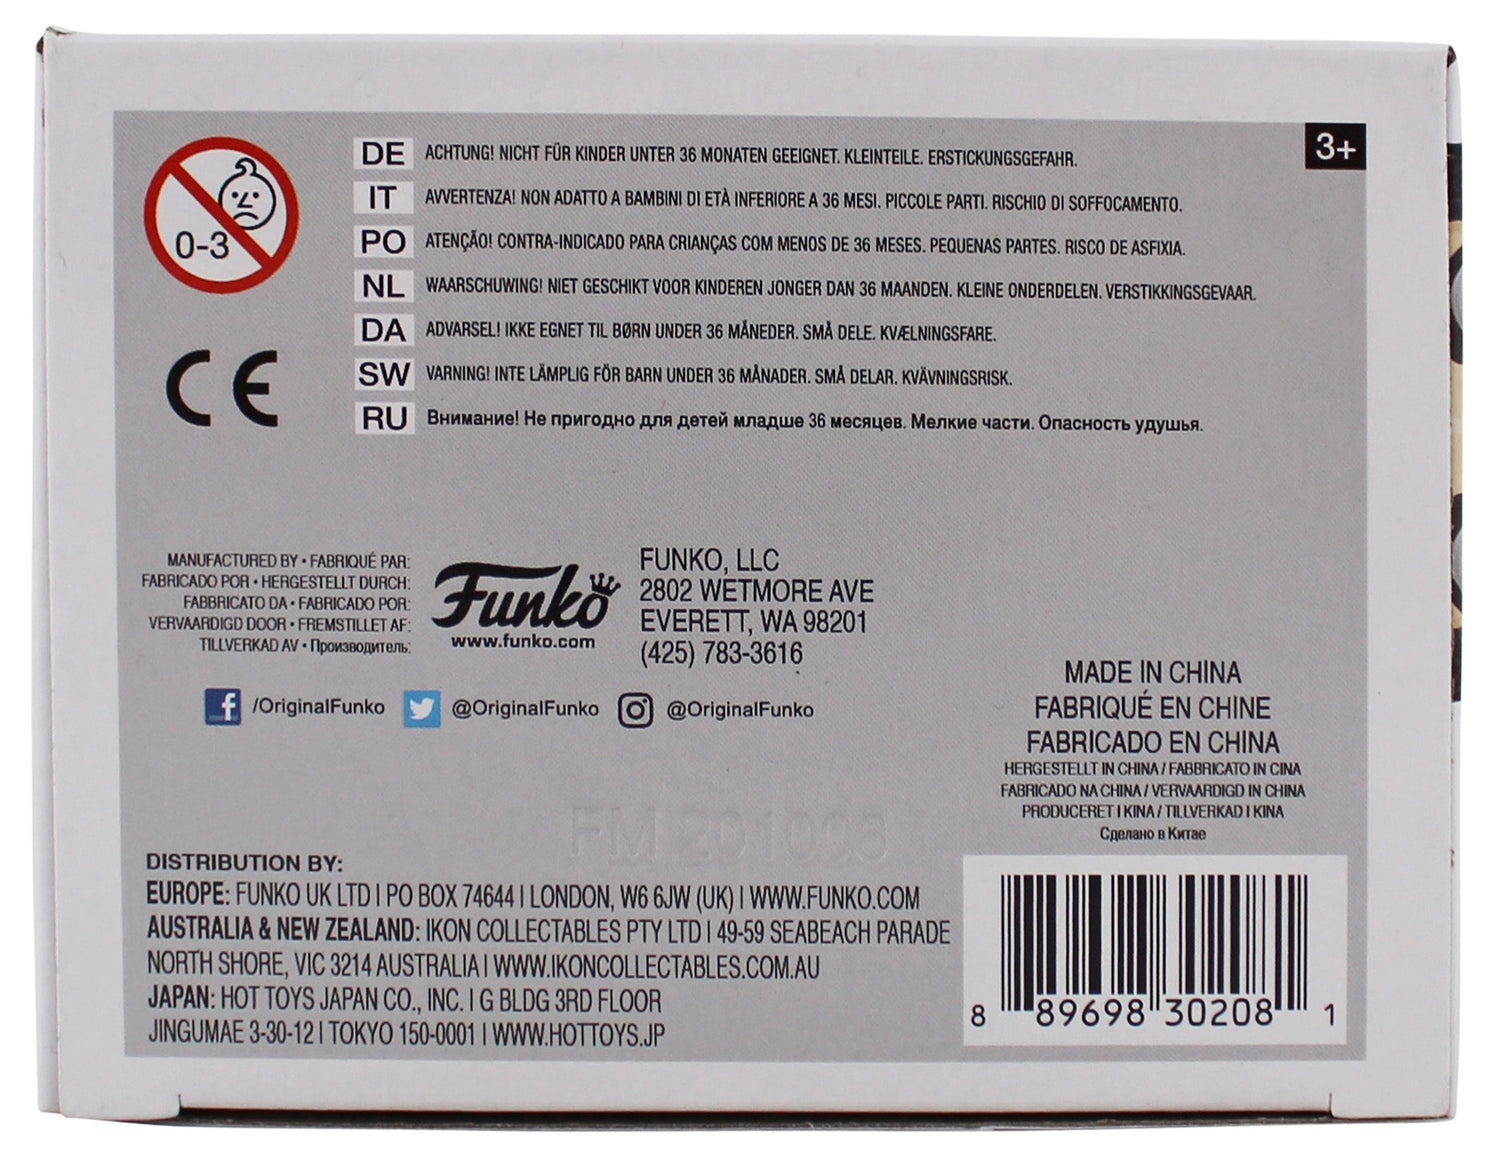 3+
0-3
DE ACHTUNG! NICHT FÜR KINDER UNTER 36 MONATEN GEEIGNET. KLEINTEILE. ERSTICKUNGSGEFAHR.
IT AVVERTENZA! NON ADATTO A BAMBINI DI ETÀ INFERIORE A 36 MESI. PICCOLE PARTI. RISCHIO DI SOFFOCAMENTO.
PO ATENÇÃO! CONTRA-INDICADO PARA CRIANÇAS COM MENOS DE 36 MESES. PEQUENAS PARTES. RISCO DE ASFIXIA.
NL WAARSCHUWING! NIET GESCHIKT VOOR KINDEREN JONGER DAN 36 MAANDEN. KLEINE ONDERDELEN. VERSTIKKINGSGEVAAR.
DA ADVARSEL! IKKE EGNET TIL BØRN UNDER 36 MÅNEDER. SMÅ DELE. KVÆLNINGSFARE.
SW VARNING! INTE LÄMPLIG FÖR BARN UNDER 36 MÅNADER. SMÅ DELAR. KVÄVNINGSRISK.
RU Внимание! Не пригодно для детей младше 36 месяцев. Мелкие части. Опасность удушья.
CE
MANUFACTURED BY • FABRIQUÉ PAR:
FABRICADO POR • HERGESTELLT DURCH:
FABBRICATO DA • FABRICADO POR:
VERVAARDIGD DOOR • FREMSTILLET AF:
TILLVERKAD AV • Производитель:
Funko
www.funko.com
FUNKO, LLC
2802 WETMORE AVE
EVERETT, WA 98201
(425) 783-3616
f /OriginalFunko @OriginalFunko @OriginalFunko
MADE IN CHINA
FABRIQUÉ EN CHINE
FABRICADO EN CHINA
HERGESTELLT IN CHINA / FABBRICATO IN CINA
FABRICADO NA CHINA / VERVAARDIGD IN CHINA
PRODUCERET I KINA / TILLVERKAD I KINA
Сделано в Китае
FM 201003
DISTRIBUTION BY:
EUROPE: FUNKO UK LTD | PO BOX 74644 | LONDON, W6 6JW (UK) | WWW.FUNKO.COM
AUSTRALIA & NEW ZEALAND: IKON COLLECTABLES PTY LTD | 49-59 SEABEACH PARADE
NORTH SHORE, VIC 3214 AUSTRALIA | WWW.IKONCOLLECTABLES.COM.AU
JAPAN: HOT TOYS JAPAN CO., INC. | G BLDG 3RD FLOOR
JINGUMAE 3-30-12 | TOKYO 150-0001 | WWW.HOTTOYS.JP
8 89698 30208 1